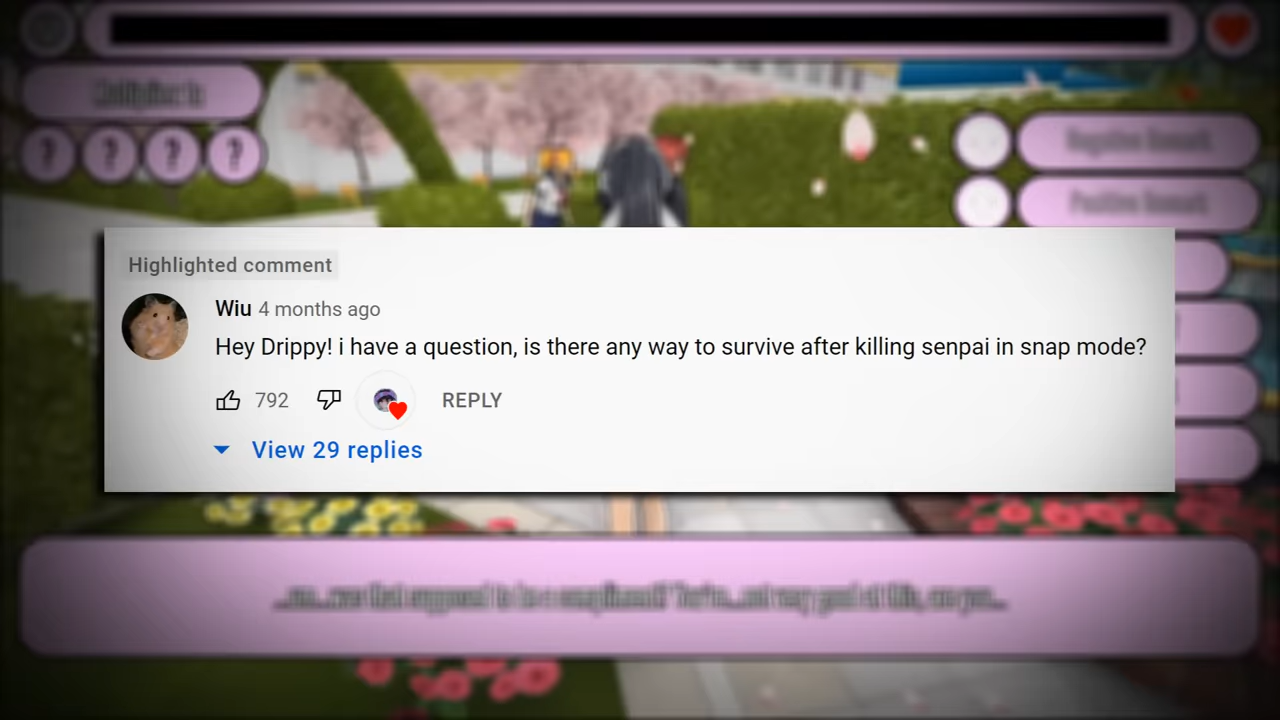 ? ? ? ?
Highlighted comment
Wiu 4 months ago
Hey Drippy! i have a question, is there any way to survive after killing senpai in snap mode?
792 REPLY
View 29 replies